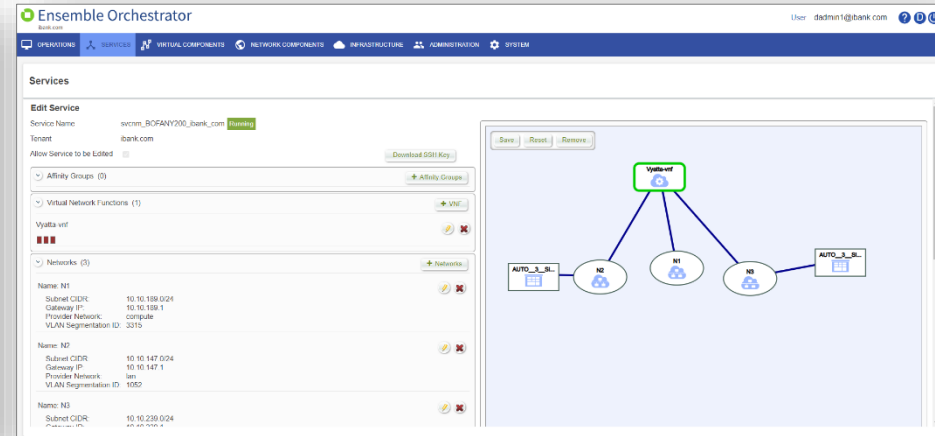 Ensemble Orchestrator
ibank.com
User dadmin1@ibank.com
OPERATIONS SERVICES VIRTUAL COMPONENTS NETWORK COMPONENTS INFRASTRUCTURE ADMINISTRATION SYSTEM
Services
Edit Service
Service Name svcnm_BOFANY200_ibank_com Running
Tenant ibank.com
Allow Service to be Edited
Download SSH Key
Affinity Groups (0) + Affinity Groups
Virtual Network Functions (1) + VNF
Vyatta-vnf
Networks (3) + Networks
Name: N1
Subnet CIDR: 10.10.189.0/24
Gateway IP: 10.10.189.1
Provider Network: compute
VLAN Segmentation ID: 3315
Name: N2
Subnet CIDR: 10.10.147.0/24
Gateway IP: 10.10.147.1
Provider Network: lan
VLAN Segmentation ID: 1052
Name: N3
Subnet CIDR: 10.10.239.0/24
Save Reset Remove
Vyatta-vnf
AUTO__3__SI...
N2
N1
N3
AUTO__3__SI...